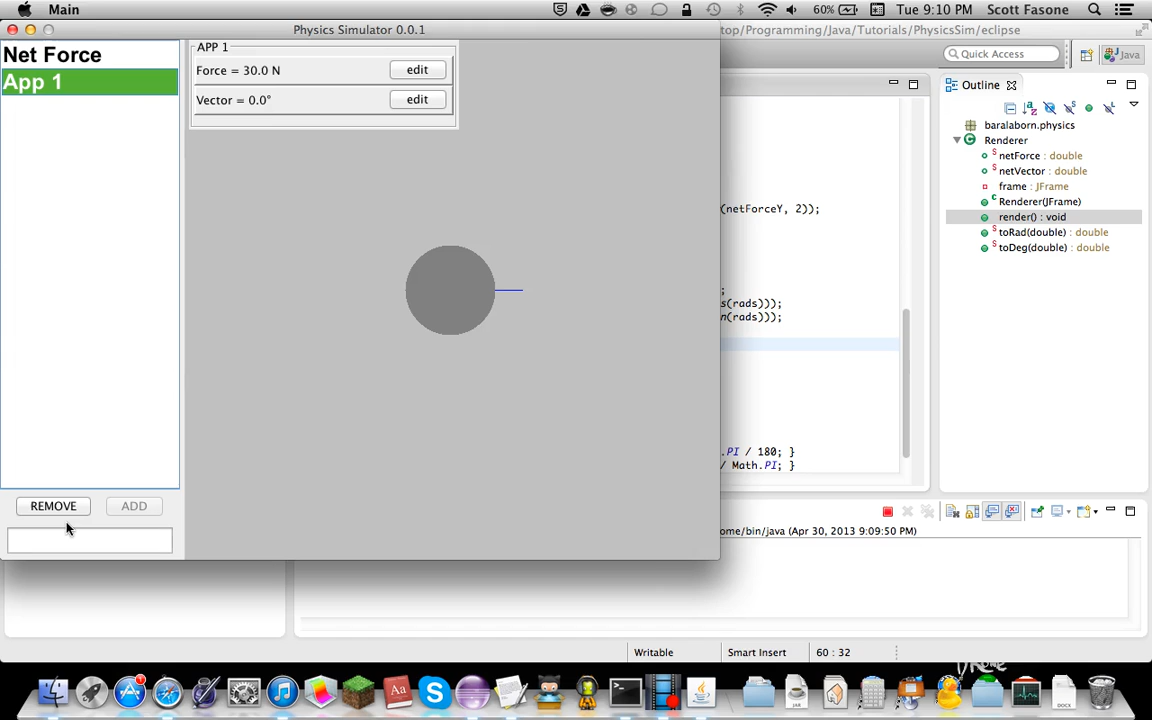 Main
60%
Tue 9:10 PM Scott Fasone
Physics Simulator 0.0.1
top/Programming/Java/Tutorials/PhysicsSim/eclipse
Net Force
App 1
APP 1
Force = 30.0 N
edit
Vector = 0.0°
edit
REMOVE
ADD
Quick Access
Java
Outline
baralaborn.physics
Renderer
netForce : double
netVector : double
frame : JFrame
Renderer(JFrame)
render() : void
toRad(double) : double
toDeg(double) : double
(netForceY, 2));
;
s(rads)));
n(rads)));
.PI / 180; }
/ Math.PI; }
ome/bin/java (Apr 30, 2013 9:09:50 PM)
Writable
Smart Insert
60 : 32
Aa
JAR
DOCX